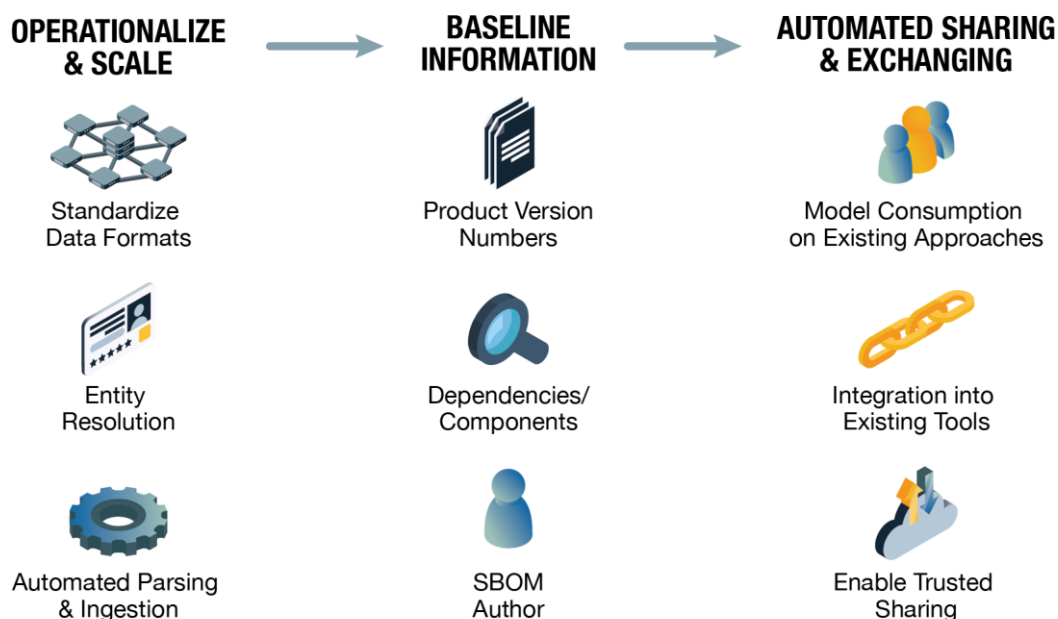 OPERATIONALIZE
& SCALE
BASELINE
INFORMATION
AUTOMATED SHARING
& EXCHANGING
Standardize
Data Formats
Product Version
Numbers
Model Consumption
on Existing Approaches
Entity
Resolution
Dependencies/
Components
Integration into
Existing Tools
Automated Parsing
& Ingestion
SBOM
Author
Enable Trusted
Sharing